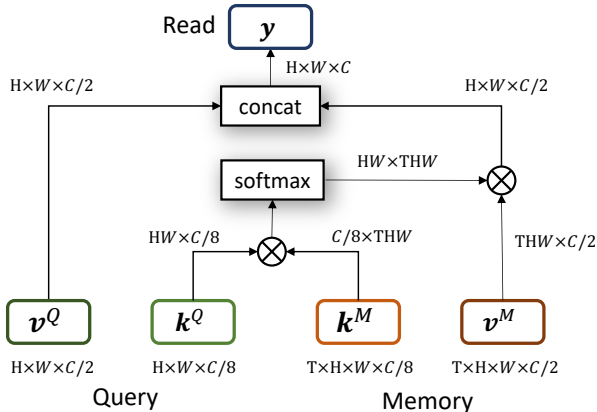 Read
y
H×W×C
H×W×C/2
H×W×C/2
concat
HW×THW
softmax
HW×C/8
C/8×THW
THW×C/2
v^Q
k^Q
k^M
v^M
H×W×C/2
H×W×C/8
T×H×W×C/8
T×H×W×C/2
Query
Memory